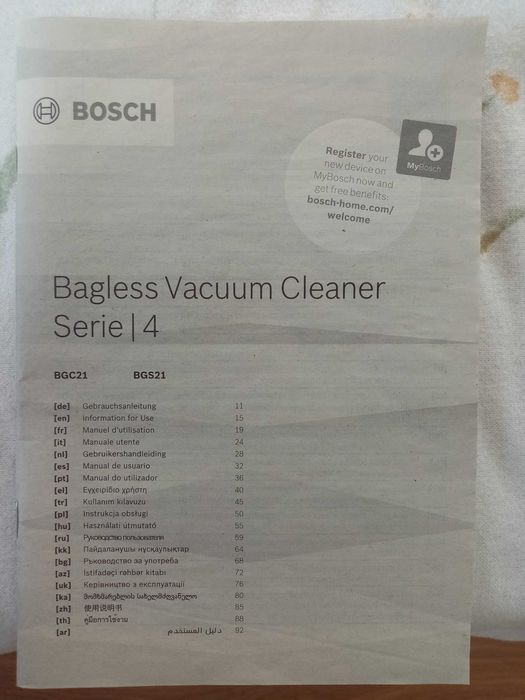 BOSCH
Register your
new device on
MyBosch now and
get free benefits:
bosch-home.com/
welcome
MyBosch
Bagless Vacuum Cleaner
Serie | 4
BGC21 BGS21
[de] Gebrauchsanleitung 11
[en] Information for Use 15
[fr] Manuel d'utilisation 19
[it] Manuale utente 24
[nl] Gebruikershandleiding 28
[es] Manual de usuario 32
[pt] Manual do utilizador 36
[el] Εγχειρίδιο χρήστη 40
[tr] Kullanım kılavuzu 45
[pl] Instrukcja obsługi 50
[hu] Használati útmutató 55
[ru] Руководство пользователя 59
[kk] Пайдаланушы нұсқаулықтар 64
[bg] Ръководство за употреба 68
[az] İstifadəçi rəhbər kitabı 72
[uk] Керівництво з експлуатації 76
[ka] მომხმარებლის სახელმძღვანელო 80
[zh] 使用说明书 85
[th] คู่มือการใช้งาน 88
[ar] دليل المستخدم 92